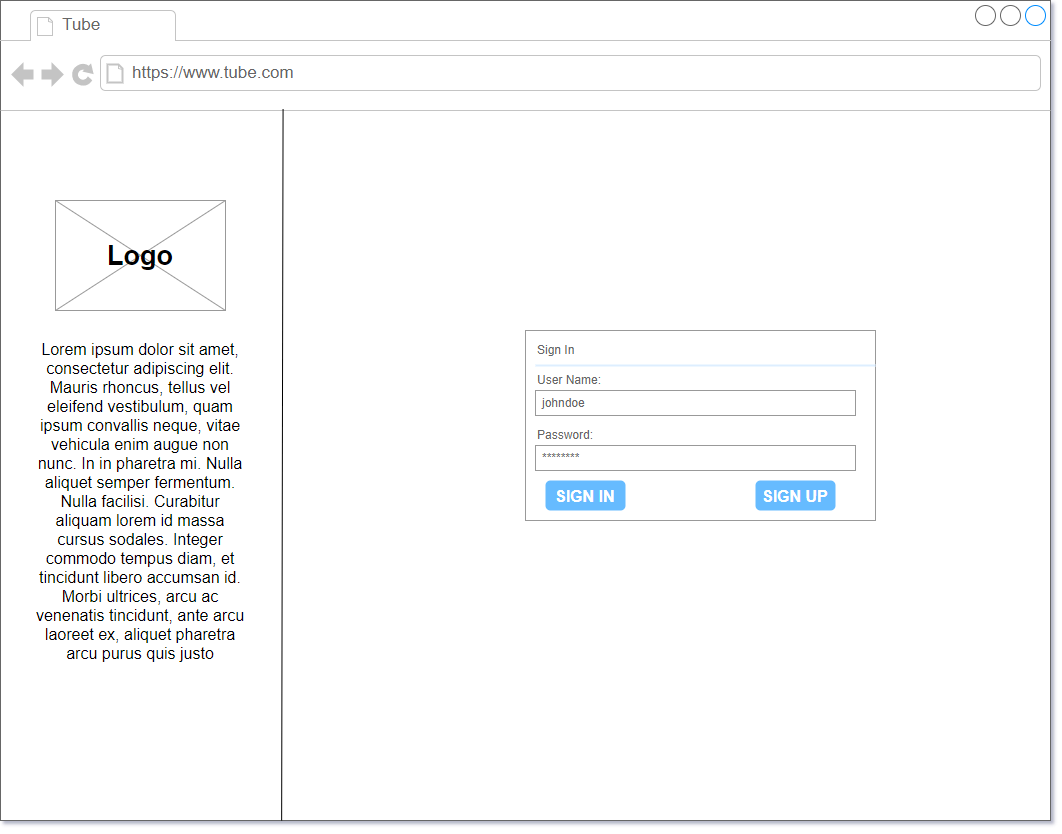 Tube
https://www.tube.com
Logo
Lorem ipsum dolor sit amet,
consectetur adipiscing elit.
Mauris rhoncus, tellus vel
eleifend vestibulum, quam
ipsum convallis neque, vitae
vehicula enim augue non
nunc. In in pharetra mi. Nulla
aliquet semper fermentum.
Nulla facilisi. Curabitur
aliquam lorem id massa
cursus sodales. Integer
commodo tempus diam, et
tincidunt libero accumsan id.
Morbi ultrices, arcu ac
venenatis tincidunt, ante arcu
laoreet ex, aliquet pharetra
arcu purus quis justo
Sign In
User Name:
johndoe
Password:
********
SIGN IN SIGN UP